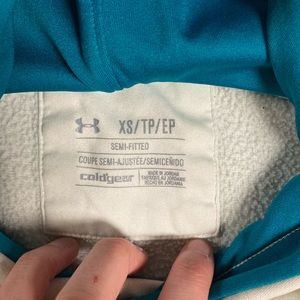 XS/TP/EP
SEMI-FITTED
COUPE SEMI-AJUSTÉE/SEMICEÑIDO
coldgear
MADE IN JORDAN
FABRIQUÉ EN JORDANIE
HECHO EN JORDANIA